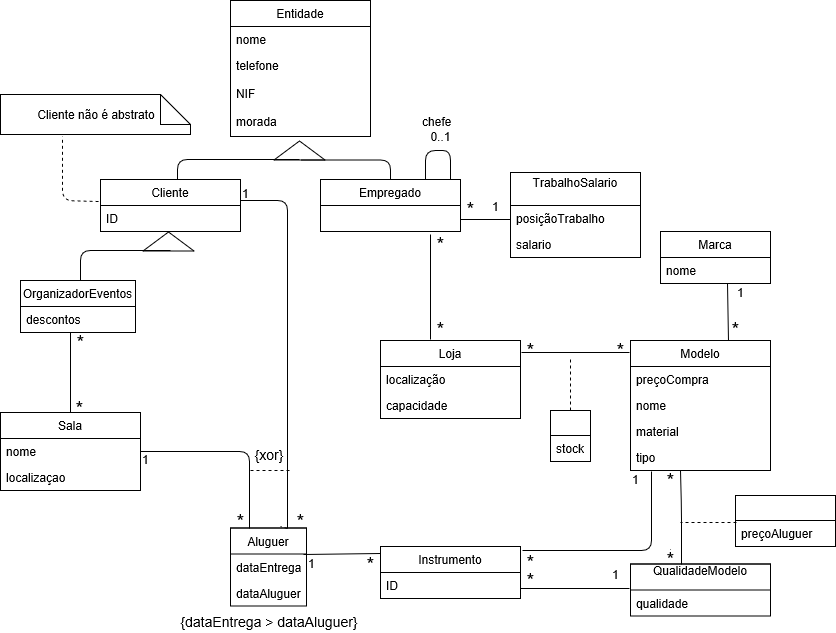 Entidade
nome
telefone
NIF
morada
Cliente não é abstrato
chefe
0..1
Cliente
1
ID
Empregado
*
1
*
TrabalhoSalario
posiçãoTrabalho
salario
Marca
nome
1
*
OrganizadorEventos
descontos
*
*
*
Loja
localização
capacidade
*
*
stock
Modelo
preçoCompra
nome
material
tipo
1
*
Sala
nome
localizaçao
1
{xor}
*
*
preçoAluguer
Aluguer
dataEntrega
dataAluguer
1
*
Instrumento
ID
*
*
1
*
QualidadeModelo
qualidade
{dataEntrega > dataAluguer}